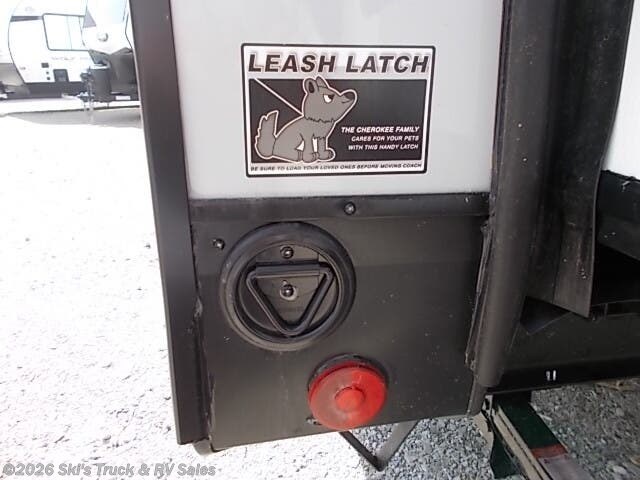 LEASH LATCH
THE CHEROKEE FAMILY
CARES FOR YOUR PETS
WITH THIS HANDY LATCH
BE SURE TO LOAD YOUR LOVED ONES BEFORE MOVING COACH
©2026 Ski's Truck & RV Sales